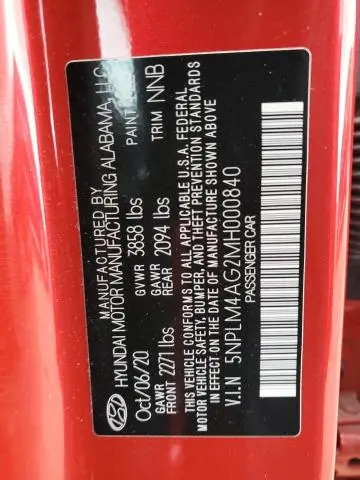 MANUFACTURED BY
HYUNDAI MOTOR MANUFACTURING ALABAMA, LLC
Oct/06/20 GVWR 3858 lbs PAINT
GAWR FRONT 2271 lbs GAWR REAR 2094 lbs TRIM NNB
THIS VEHICLE CONFORMS TO ALL APPLICABLE U.S.A. FEDERAL
MOTOR VEHICLE SAFETY, BUMPER, AND THEFT PREVENTION STANDARDS
IN EFFECT ON THE DATE OF MANUFACTURE SHOWN ABOVE
V.I.N 5NPLM4AG2MH000840
PASSENGER CAR